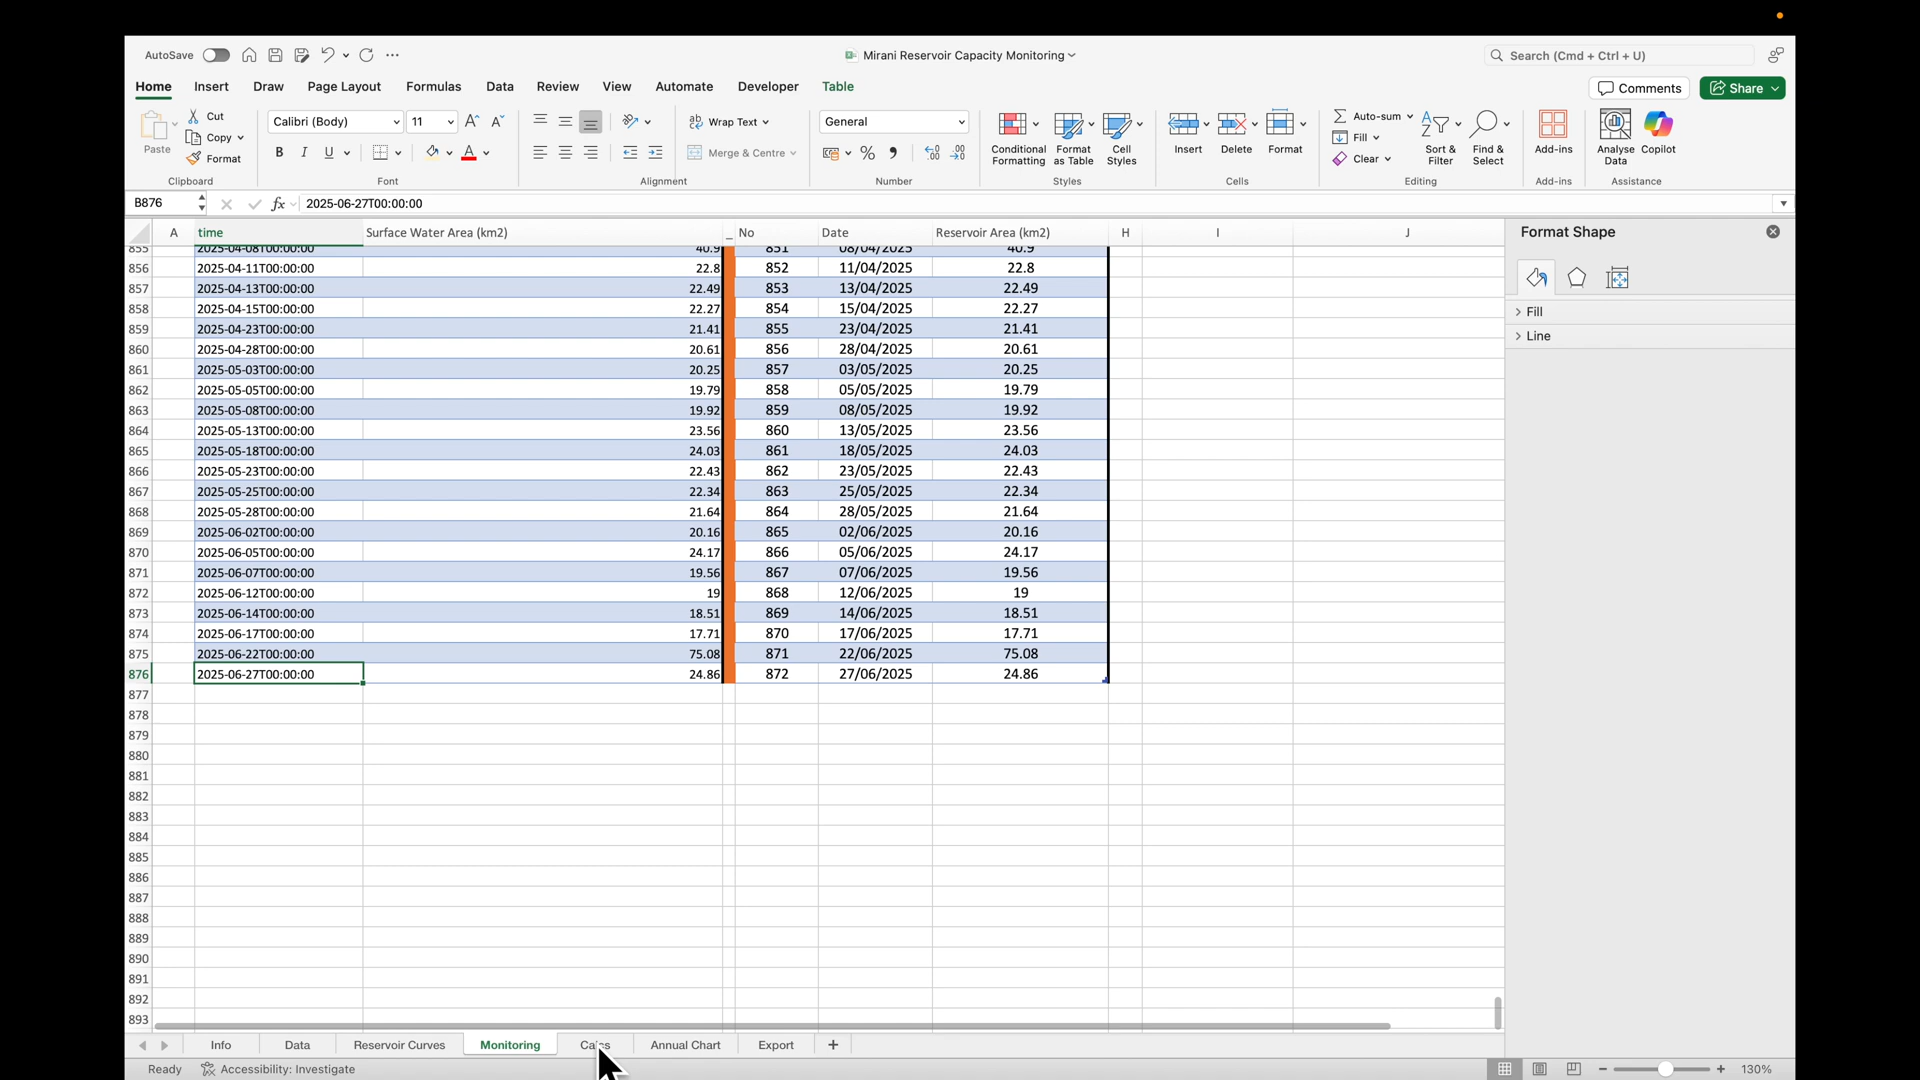 AutoSave Mirani Reservoir Capacity Monitoring Search (Cmd + Ctrl + U)
Home Insert Draw Page Layout Formulas Data Review View Automate Developer Table Comments Share
Paste Cut Copy Format Calibri (Body) 11 Wrap Text General
B I U Merge & Centre Conditional Formatting Format as Table Cell Styles Insert Delete Format Auto-sum Fill Clear Sort & Filter Find & Select Add-ins Analyse Data Copilot
Clipboard Font Alignment Number Styles Cells Editing Add-ins Assistance
B876 fx 2025-06-27T00:00:00
A time Surface Water Area (km2) _ No Date Reservoir Area (km2) H I J
855 2025-04-08T00:00:00 40.9 851 08/04/2025 40.9
856 2025-04-11T00:00:00 22.8 852 11/04/2025 22.8
857 2025-04-13T00:00:00 22.49 853 13/04/2025 22.49
858 2025-04-15T00:00:00 22.27 854 15/04/2025 22.27
859 2025-04-23T00:00:00 21.41 855 23/04/2025 21.41
860 2025-04-28T00:00:00 20.61 856 28/04/2025 20.61
861 2025-05-03T00:00:00 20.25 857 03/05/2025 20.25
862 2025-05-05T00:00:00 19.79 858 05/05/2025 19.79
863 2025-05-08T00:00:00 19.92 859 08/05/2025 19.92
864 2025-05-13T00:00:00 23.56 860 13/05/2025 23.56
865 2025-05-18T00:00:00 24.03 861 18/05/2025 24.03
866 2025-05-23T00:00:00 22.43 862 23/05/2025 22.43
867 2025-05-25T00:00:00 22.34 863 25/05/2025 22.34
868 2025-05-28T00:00:00 21.64 864 28/05/2025 21.64
869 2025-06-02T00:00:00 20.16 865 02/06/2025 20.16
870 2025-06-05T00:00:00 24.17 866 05/06/2025 24.17
871 2025-06-07T00:00:00 19.56 867 07/06/2025 19.56
872 2025-06-12T00:00:00 19 868 12/06/2025 19
873 2025-06-14T00:00:00 18.51 869 14/06/2025 18.51
874 2025-06-17T00:00:00 17.71 870 17/06/2025 17.71
875 2025-06-22T00:00:00 75.08 871 22/06/2025 75.08
876 2025-06-27T00:00:00 24.86 872 27/06/2025 24.86
877
878
879
880
881
882
883
884
885
886
887
888
889
890
891
892
893
Format Shape
Fill
Line
Info Data Reservoir Curves Monitoring Calcs Annual Chart Export
Ready Accessibility: Investigate 130%